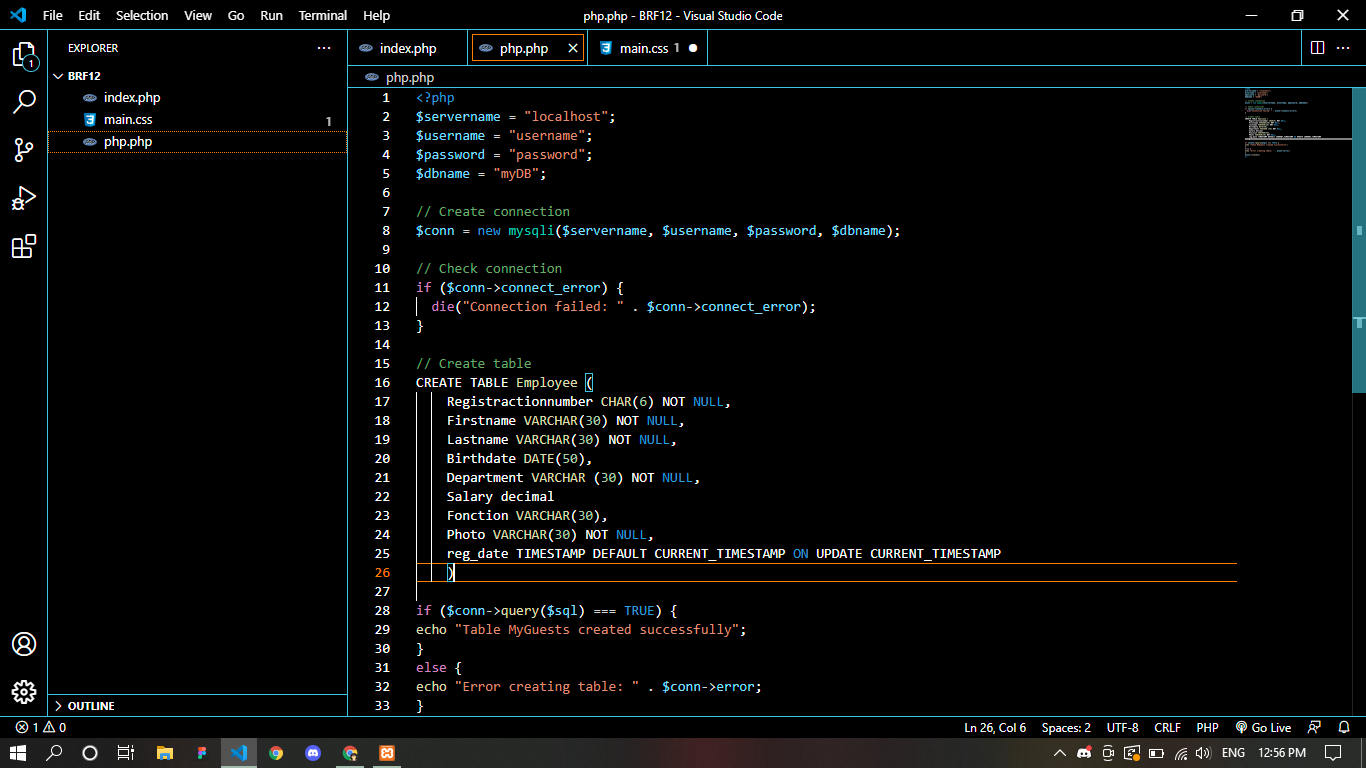 File Edit Selection View Go Run Terminal Help
php.php - BRF12 - Visual Studio Code
EXPLORER
BRF12
index.php
main.css 1
php.php
OUTLINE
1
index.php
php.php
main.css 1
php.php
1 <?php
2 $servername = "localhost";
3 $username = "username";
4 $password = "password";
5 $dbname = "myDB";
6
7 // Create connection
8 $conn = new mysqli($servername, $username, $password, $dbname);
9
10 // Check connection
11 if ($conn->connect_error) {
12 die("Connection failed: " . $conn->connect_error);
13 }
14
15 // Create table
16 CREATE TABLE Employee (
17 Registractionnumber CHAR(6) NOT NULL,
18 Firstname VARCHAR(30) NOT NULL,
19 Lastname VARCHAR(30) NOT NULL,
20 Birthdate DATE(50),
21 Department VARCHAR (30) NOT NULL,
22 Salary decimal
23 Fonction VARCHAR(30),
24 Photo VARCHAR(30) NOT NULL,
25 reg_date TIMESTAMP DEFAULT CURRENT_TIMESTAMP ON UPDATE CURRENT_TIMESTAMP
26 )
27
28 if ($conn->query($sql) === TRUE) {
29 echo "Table MyGuests created successfully";
30 }
31 else {
32 echo "Error creating table: " . $conn->error;
33 }
1 0
Ln 26, Col 6 Spaces: 2 UTF-8 CRLF PHP Go Live
ENG 12:56 PM